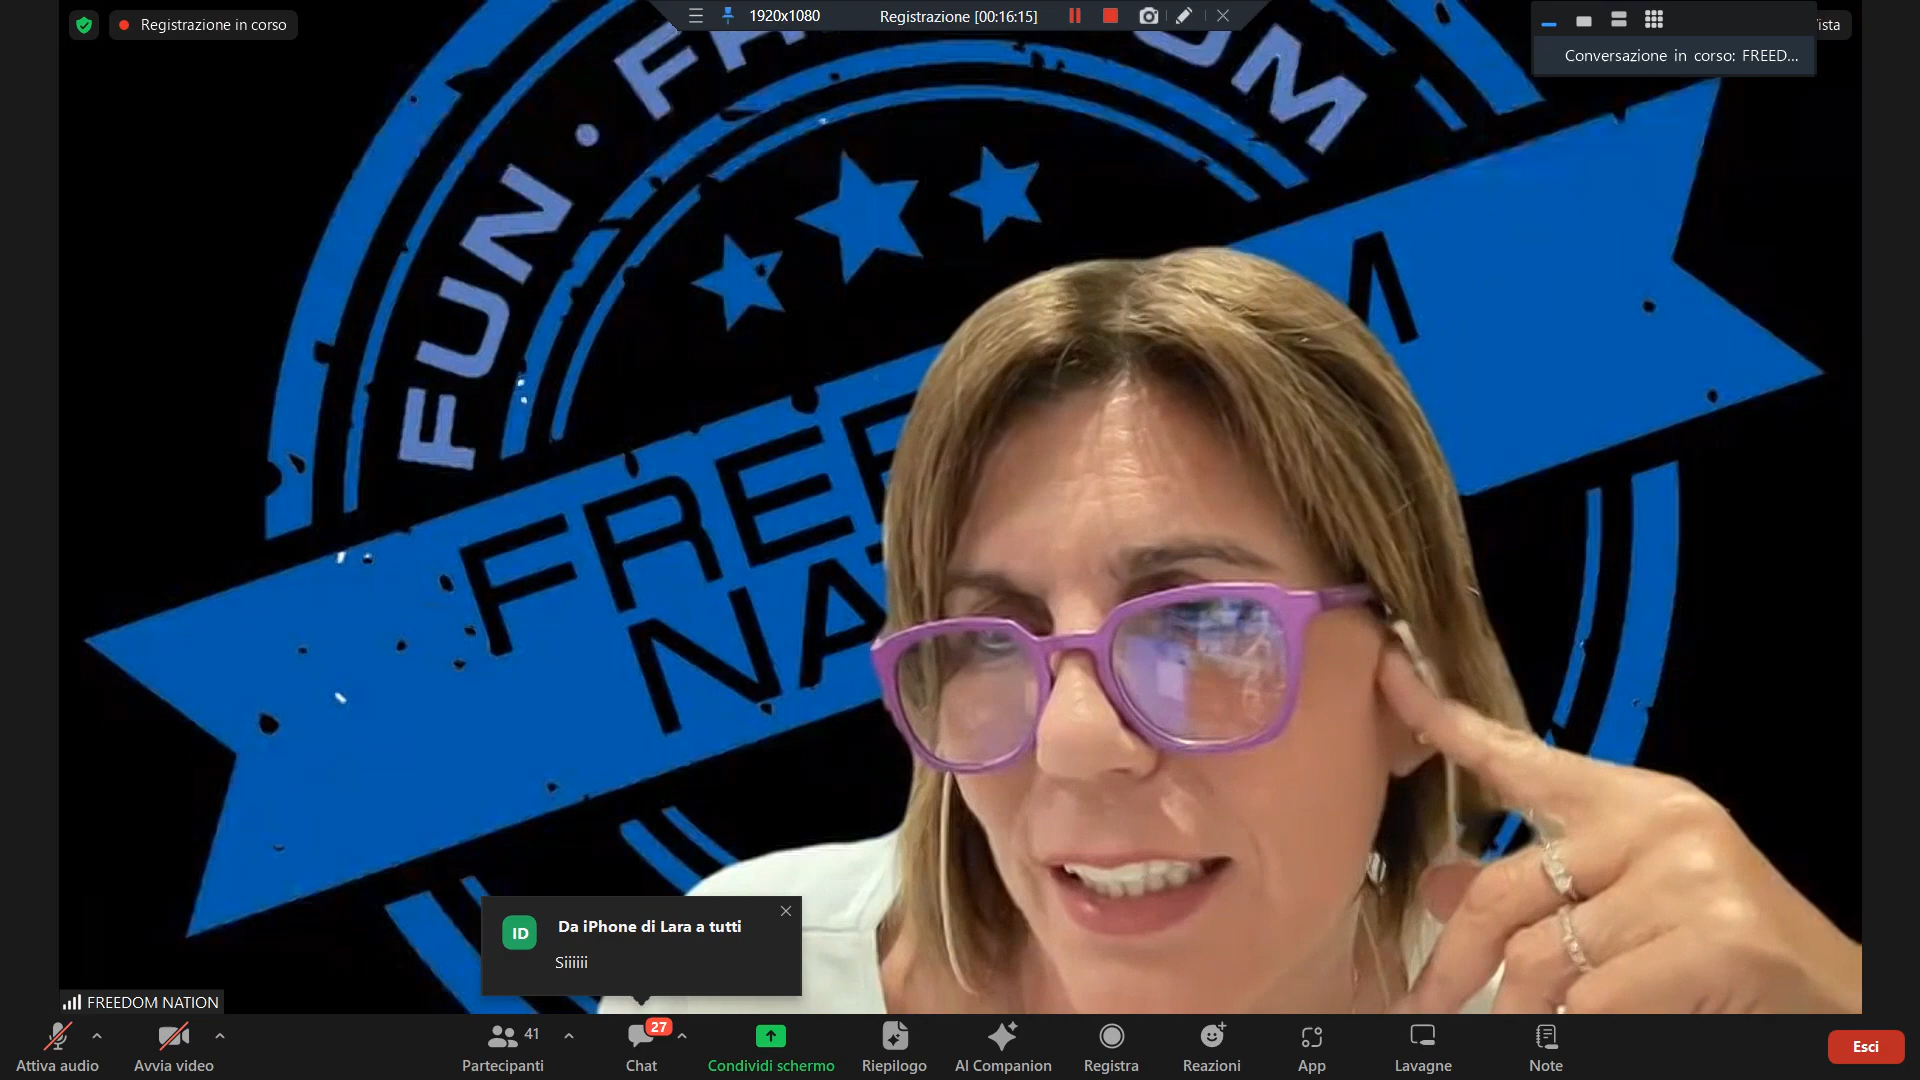 Registrazione in corso
1920x1080
Registrazione [00:16:15]
ista
Conversazione in corso: FREED...
FUN •
FREE
NA
Da iPhone di Lara a tutti
ID
Siiiiii
FREEDOM NATION
41
27
Attiva audio
Avvia video
Partecipanti
Chat
Condividi schermo
Riepilogo
AI Companion
Registra
Reazioni
App
Lavagne
Note
Esci